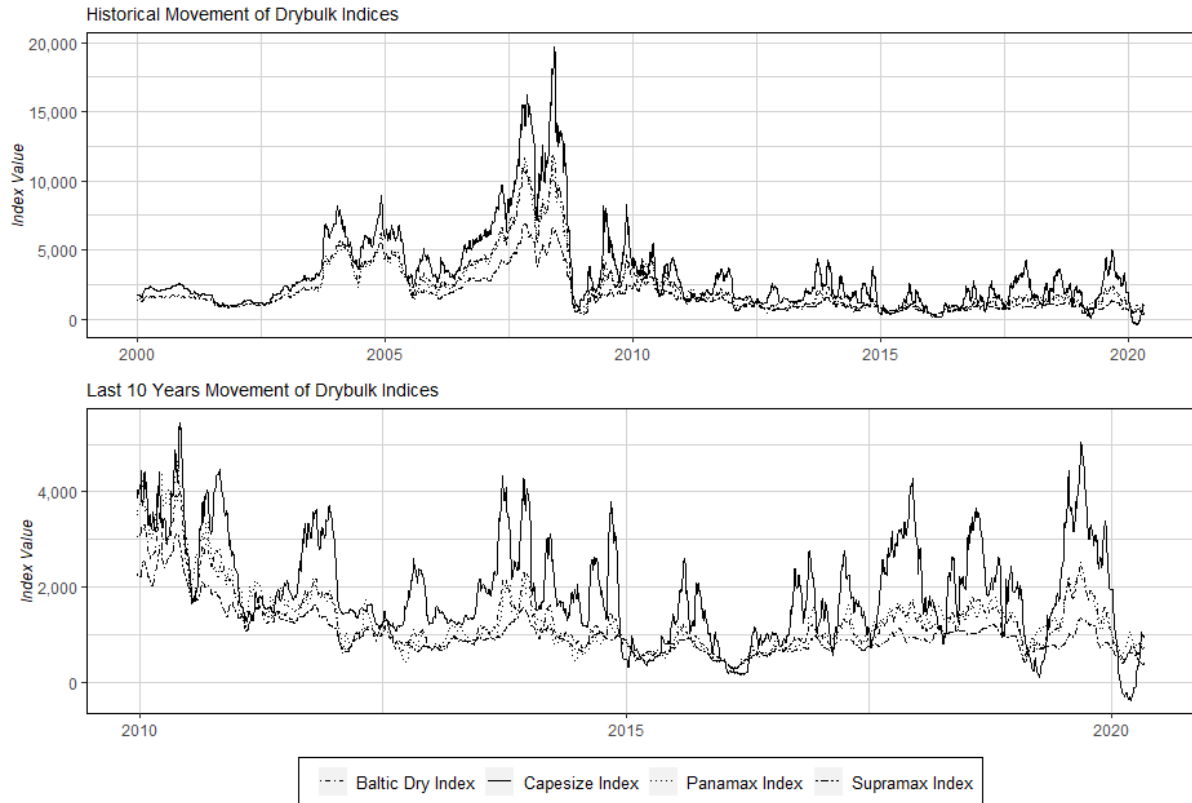 Historical Movement of Drybulk Indices
20,000
15,000
10,000
5,000
0
Index Value
2000 2005 2010 2015 2020
Last 10 Years Movement of Drybulk Indices
4,000
2,000
0
Index Value
2010 2015 2020
Baltic Dry Index Capesize Index Panamax Index Supramax Index